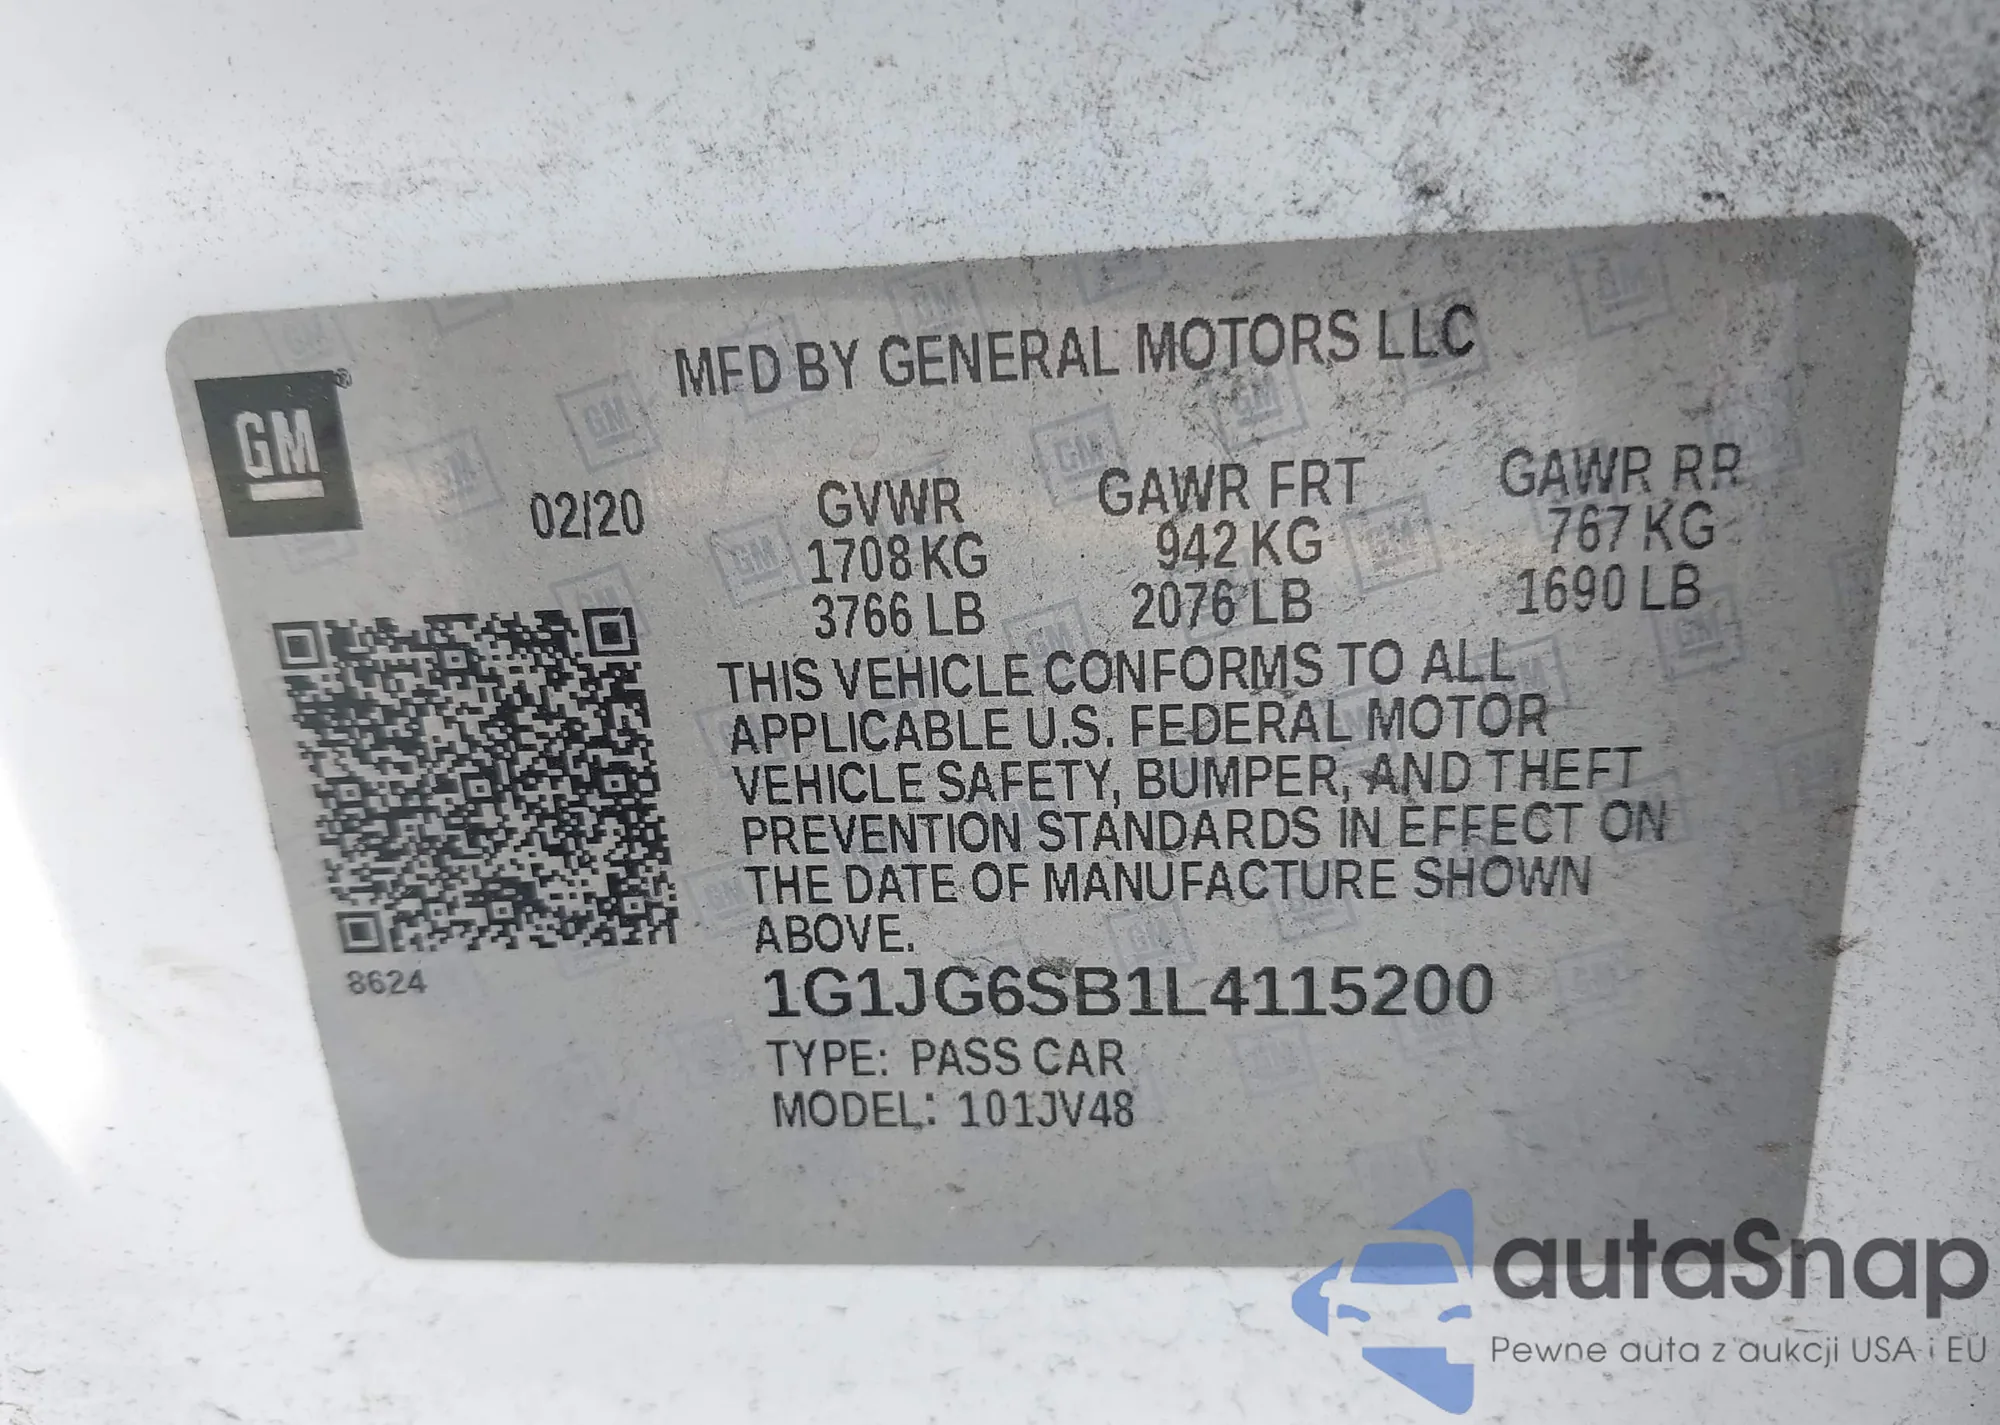 MFD BY GENERAL MOTORS LLC
GM®
02/20 GVWR GAWR FRT GAWR RR
1708 KG 942 KG 767 KG
3766 LB 2076 LB 1690 LB
THIS VEHICLE CONFORMS TO ALL
APPLICABLE U.S. FEDERAL MOTOR
VEHICLE SAFETY, BUMPER, AND THEFT
PREVENTION STANDARDS IN EFFECT ON
THE DATE OF MANUFACTURE SHOWN
ABOVE.
8624
1G1JG6SB1L4115200
TYPE: PASS CAR
MODEL: 101JV48
autaSnap
Pewne auta z aukcji USA i EU